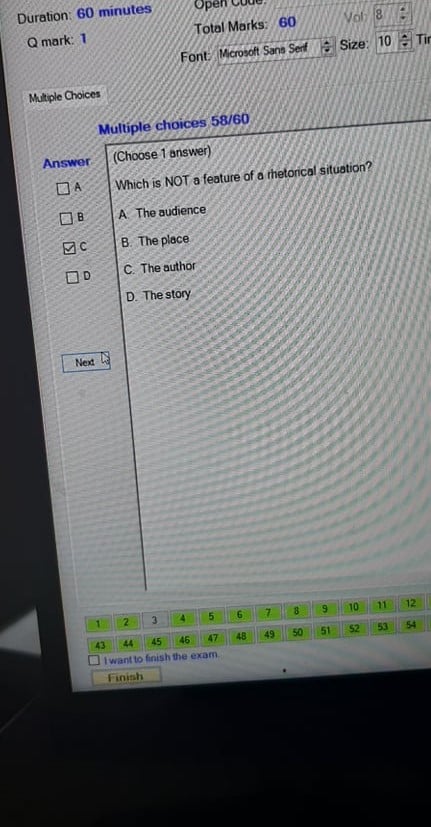 Duration: 60 minutes
Q mark: 1
Open Code:
Total Marks: 60
Vol: 8
Font: Microsoft Sans Serif Size: 10
Multiple Choices
Multiple choices 58/60
Answer
(Choose 1 answer)
A
B
C
D
Which is NOT a feature of a rhetorical situation?
A. The audience
B. The place
C. The author
D. The story
Next
1 2 3 4 5 6 7 8 9 10 11 12
43 44 45 46 47 48 49 50 51 52 53 54
I want to finish the exam.
Finish